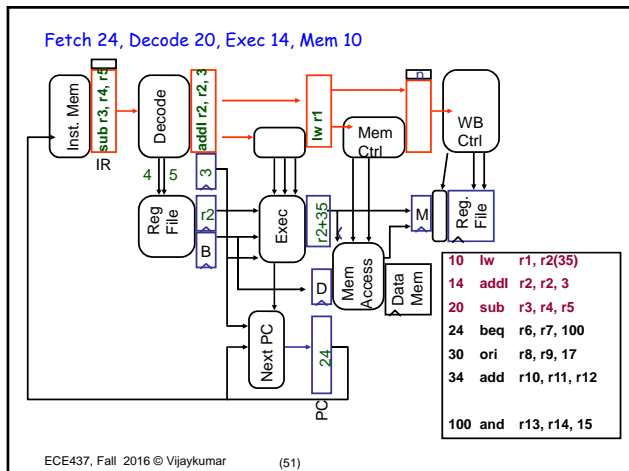 Fetch 24, Decode 20, Exec 14, Mem 10
Inst. Mem
sub r3, r4, r5
IR
Decode
addI r2, r2, 3
lw r1
Mem
Ctrl
n
WB
Ctrl
4 5
3
Reg
File
r2
B
Exec
r2+35
M
Reg.
File
D
Mem
Access
Data
Mem
Next PC
24
PC
10 lw r1, r2(35)
14 addI r2, r2, 3
20 sub r3, r4, r5
24 beq r6, r7, 100
30 ori r8, r9, 17
34 add r10, r11, r12
100 and r13, r14, 15
ECE437, Fall 2016 © Vijaykumar
(51)